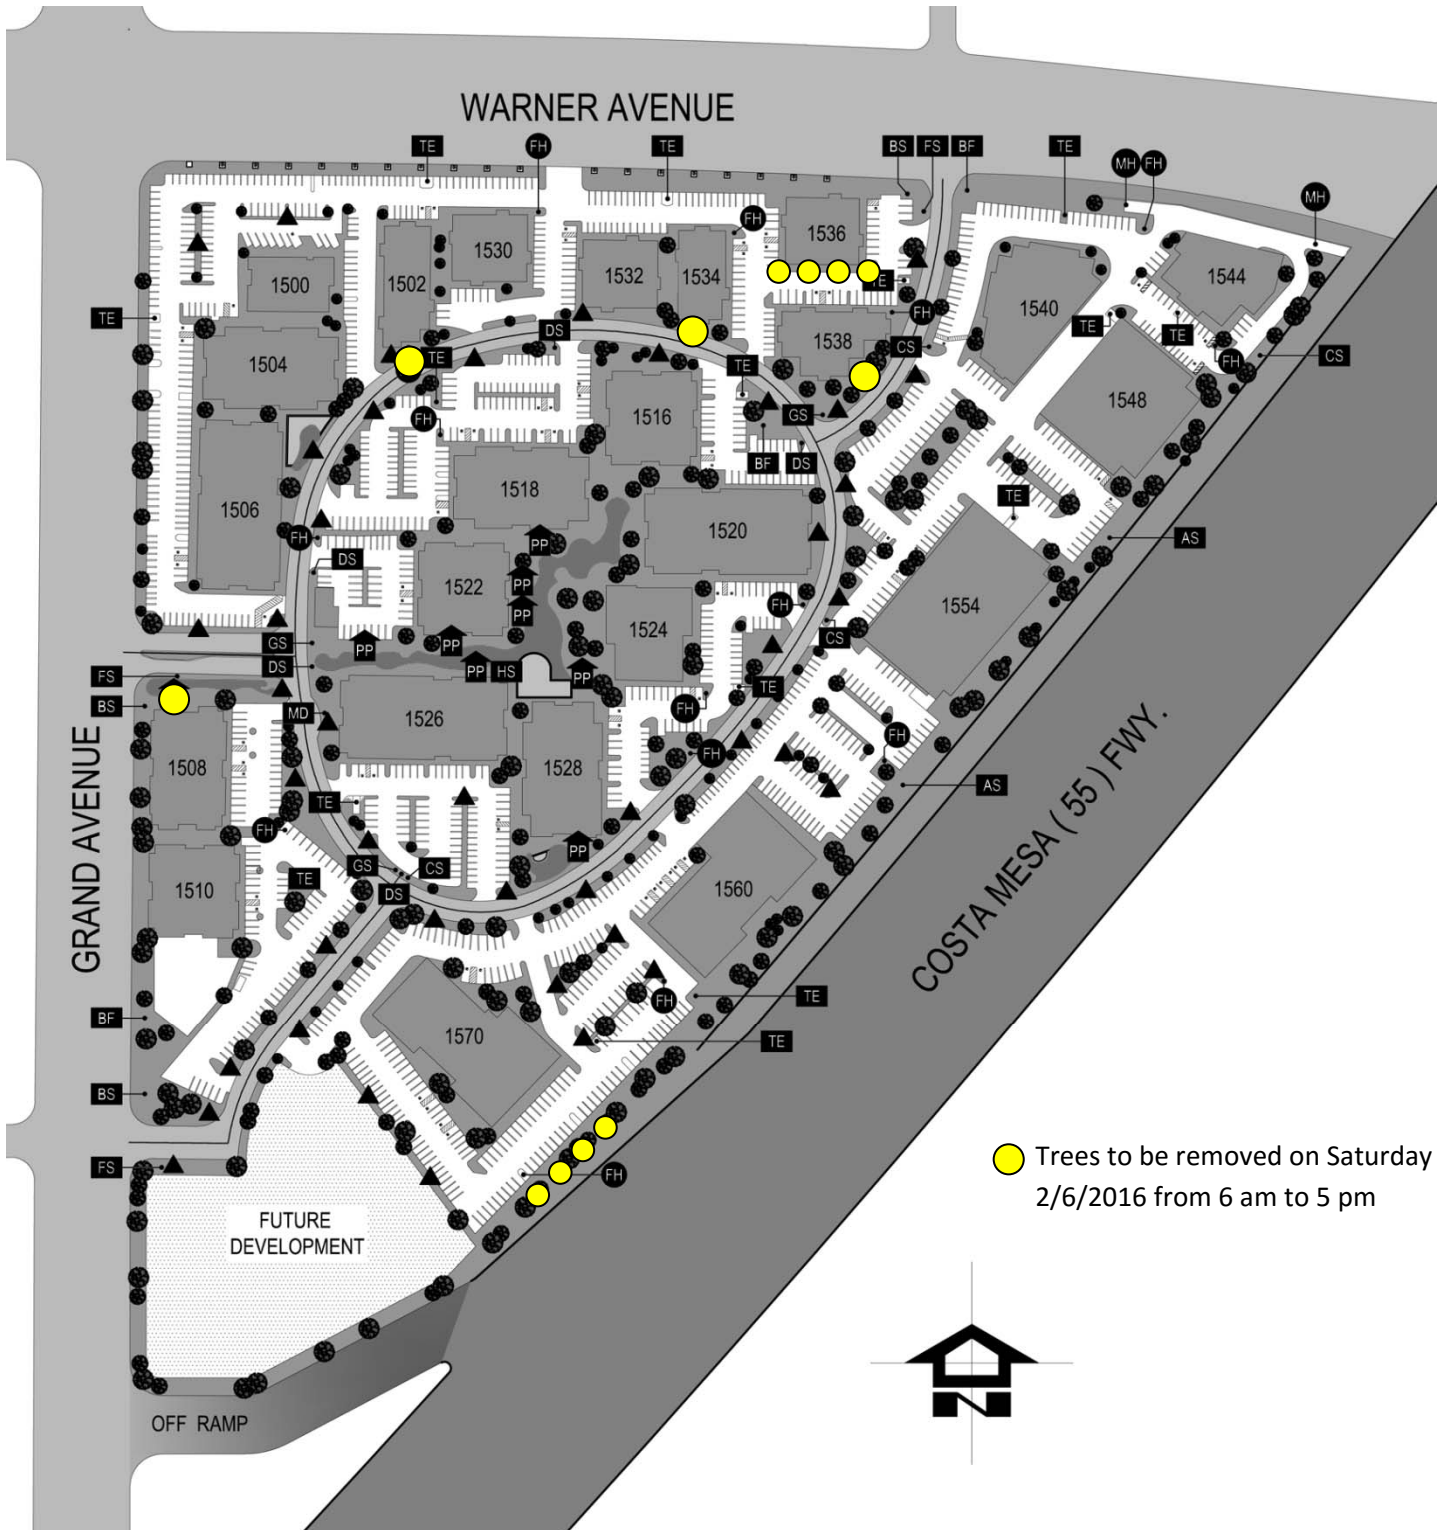 WARNER AVENUE
TE
FH
TE
BS
FS
BF
TE
MH
FH
MH
FH
1536
1530
1500
1502
1532
1534
1544
TE
1540
TE
FH
DS
TE
TE
1504
TE
TE
1538
CS
FH
CS
1548
1516
GS
FH
BF
DS
1518
TE
1506
1520
FH
PP
AS
DS
1522
PP
FH
1554
PP
1524
GS
PP
PP
CS
DS
PP
HS
PP
FS
TE
BS
MD
1526
FH
FH
FH
GRAND AVENUE
1508
1528
AS
COSTA MESA ( 55 ) FWY.
TE
FH
PP
GS
CS
TE
DS
1510
1560
TE
FH
BF
1570
TE
BS
FS
FH
Trees to be removed on Saturday
2/6/2016 from 6 am to 5 pm
FUTURE
DEVELOPMENT
N
OFF RAMP